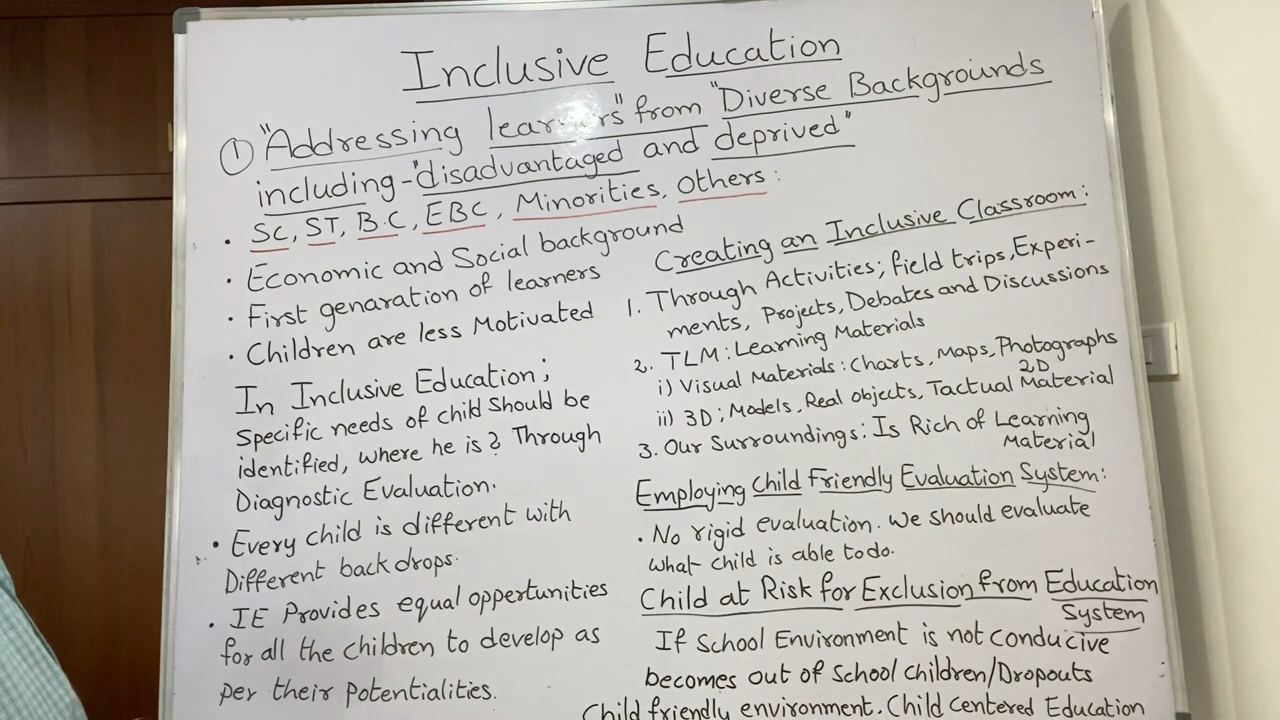 Inclusive Education
① "Addressing learners" from "Diverse Backgrounds
including-"disadvantaged and deprived"
• SC, ST, B.C, EBC, Minorities, Others:
• Economic and Social background
• First genaration of learners
• Children are less Motivated
In Inclusive Education;
Specific needs of child should be
identified, where he is? Through
Diagnostic Evaluation.
• Every child is different with
Different backdrops.
• IE Provides equal opportunities
for all the children to develop as
per their potentialities.
Creating an Inclusive Classroom:
1. Through Activities; field trips, Experi-
ments, Projects, Debates and Discussions
2. TLM: Learning Materials
i) Visual Materials: Charts, Maps, Photographs
2D
ii) 3D; Models, Real objects, Tactual Material
3. Our Surroundings: Is Rich of Learning
Material
Employing Child Friendly Evaluation System:
• No rigid evaluation. We should evaluate
what child is able to do.
Child at Risk for Exclusion from Education
System
If School Environment is not conducive
becomes out of School children/Dropouts
Child friendly environment. Child Centered Education